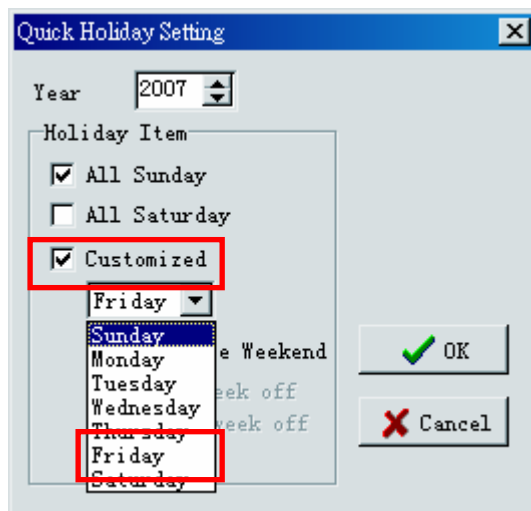 Quick Holiday Setting
Year 2007
Holiday Item
All Sunday
All Saturday
Customized
Friday
Sunday
Monday e Weekend
Tuesday
eek off
Wednesday
week off
Thursday
Friday
Saturday
OK
Cancel